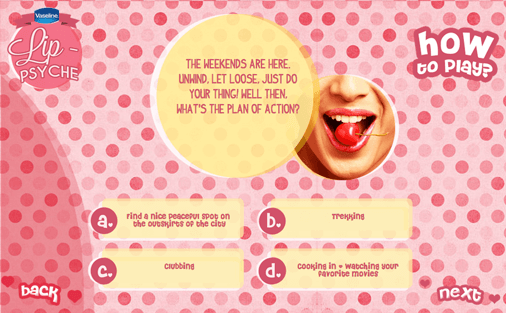 Vaseline
Lip-
PSYCHE
how
to play?
THE WEEKENDS ARE HERE,
UNWIND, LET LOOSE, JUST DO
YOUR THING! WELL THEN,
WHAT'S THE PLAN OF ACTION?
a. Find a nice peaceful spot on
the outskirts of the city
b. Trekking
c. Clubbing
d. Cooking in + watching your
favorite movies
back
next